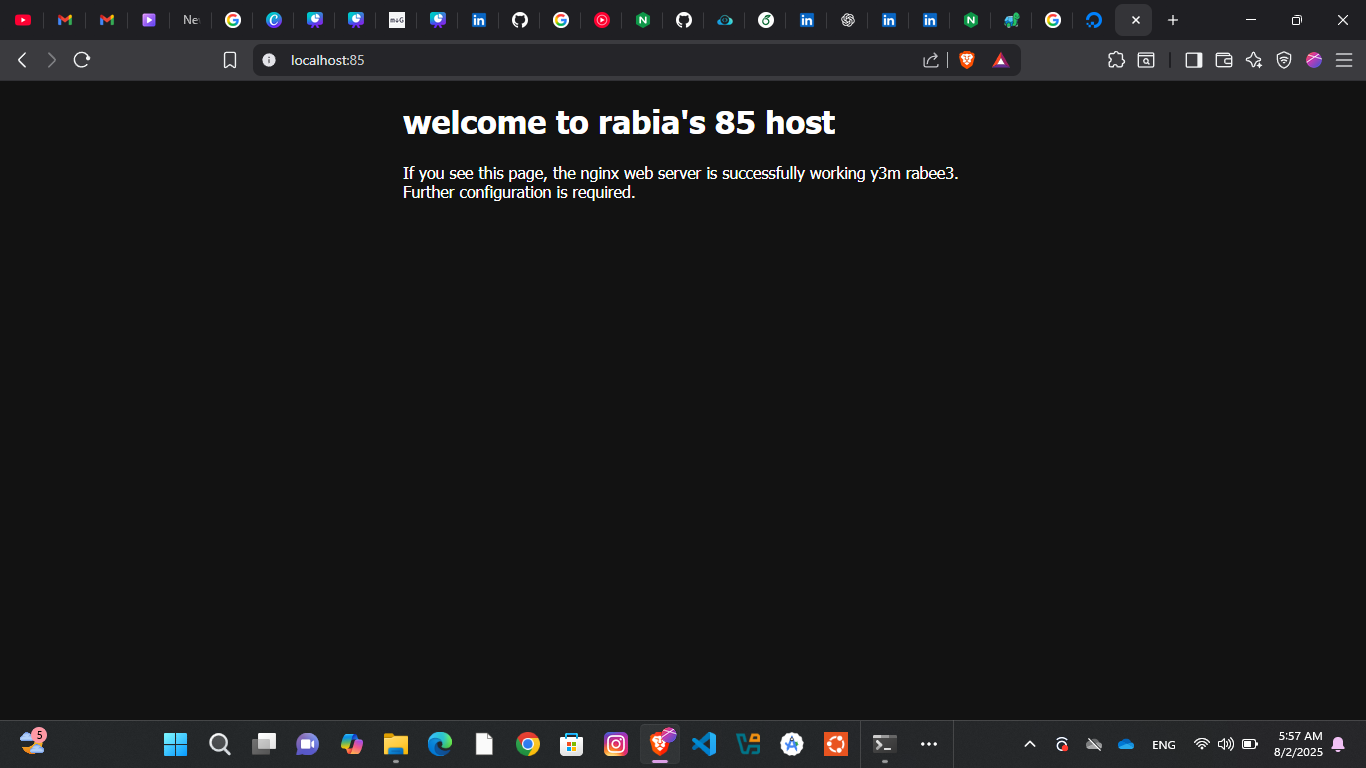 Ne
m+G
localhost:85
welcome to rabia's 85 host
If you see this page, the nginx web server is successfully working y3m rabee3.
Further configuration is required.
5
ENG
5:57 AM
8/2/2025